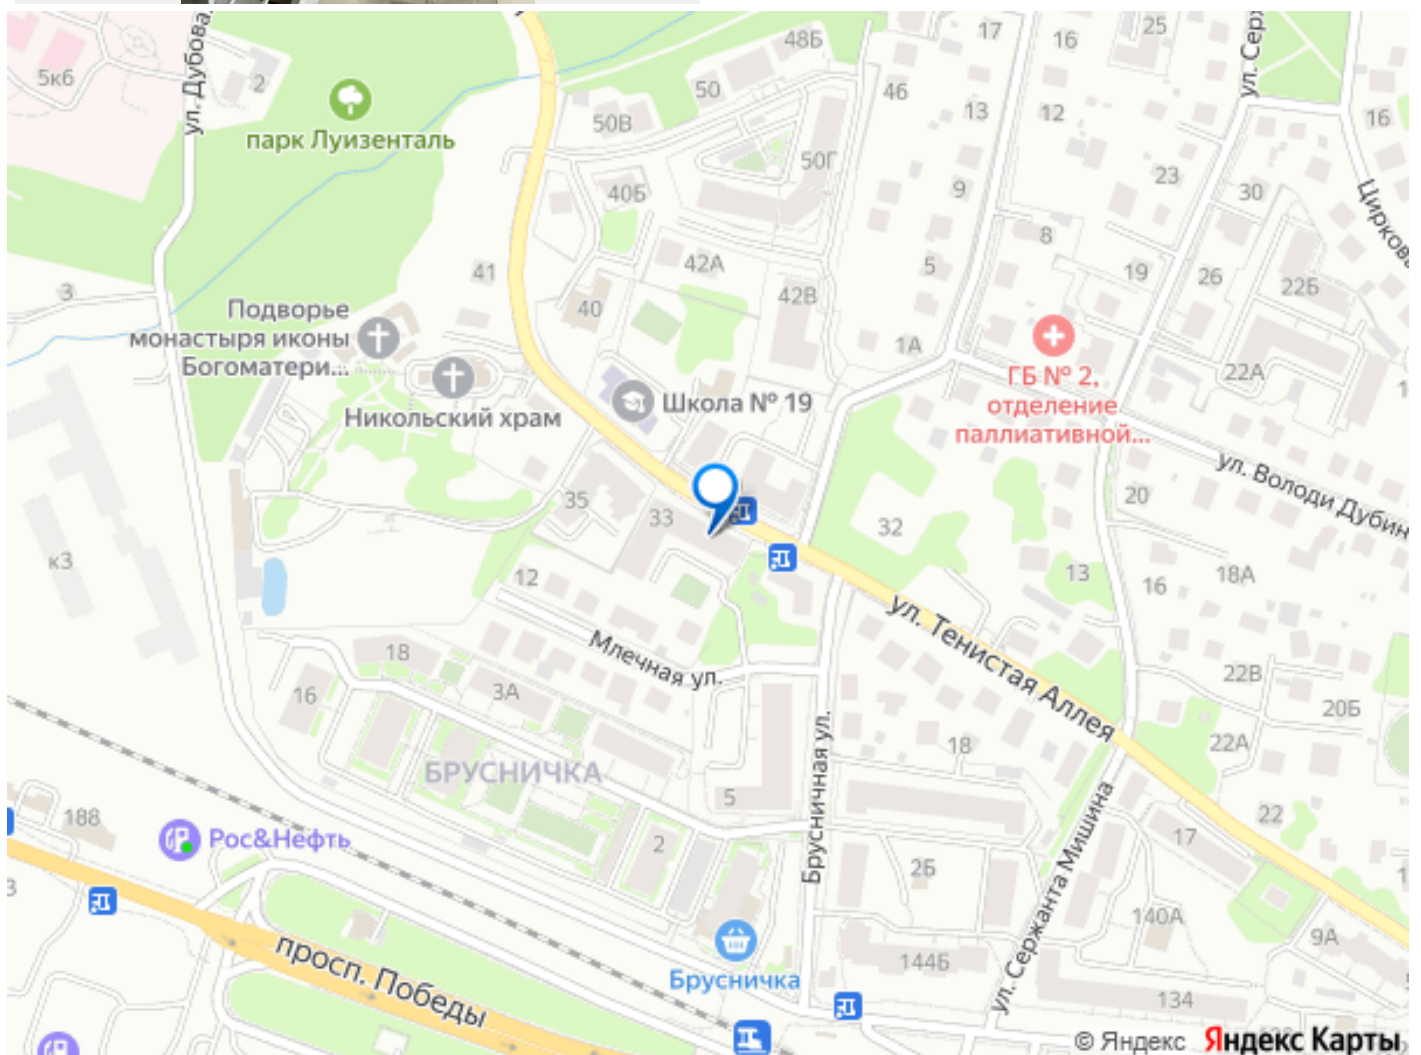 48Б
17
16
25
ул. Сер
5к6
2
ул. Дубова
50
46
13
12
16
парк Луизенталь
50В
50Г
23
40Б
9
30
Цирков
8
41
42А
5
19
26
22Б
3
42В
Подворье
монастыря иконы
Богоматери...
40
1А
22А
ГБ № 2,
отделение
паллиативной...
Школа № 19
Никольский храм
ул. Володи Дубин
35
33
20
32
к3
12
13
16
18А
ул. Тенистая Аллея
18
Млечная ул.
3А
16
22В
20Б
Брусничная ул.
18
22А
БРУСНИЧКА
5
188
Рос&Нефть
2
2Б
ул. Сержанта Мишина
17
22
3
140А
9А
просп. Победы
Брусничка
144Б
134
© Яндекс Яндекс Карты